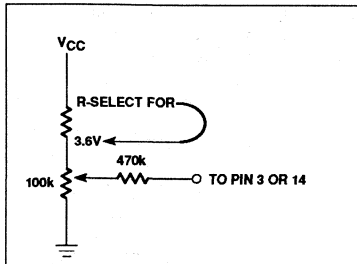 VCC
R-SELECT FOR
3.6V
470k
100k
TO PIN 3 OR 14